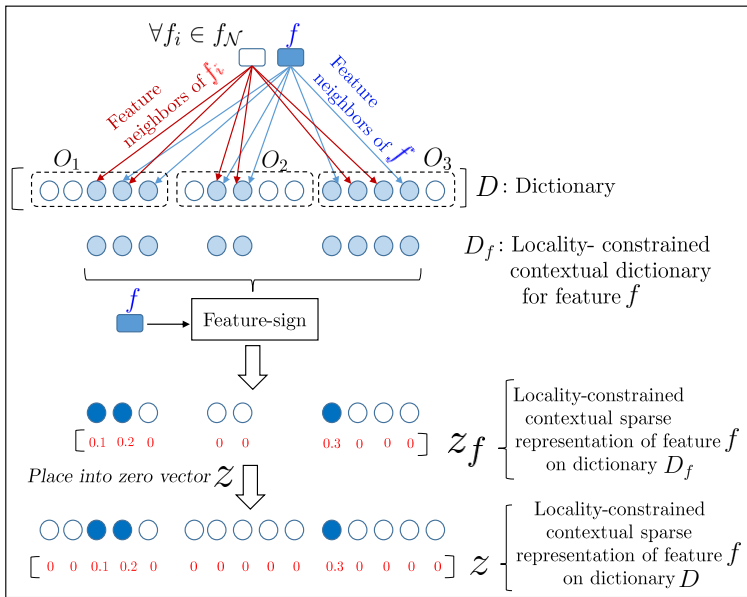 ∀f_i ∈ f_𝒩 f
Feature neighbors of f_i
Feature neighbors of f
O_1 O_2 O_3
D : Dictionary
D_f : Locality- constrained
contextual dictionary
for feature f
f
Feature-sign
0.1 0.2 0 0 0 0.3 0 0 0
z_f
Locality-constrained
contextual sparse
representation of feature f
on dictionary D_f
Place into zero vector z
0 0 0.1 0.2 0 0 0 0 0 0 0.3 0 0 0 0
z
Locality-constrained
contextual sparse
representation of feature f
on dictionary D